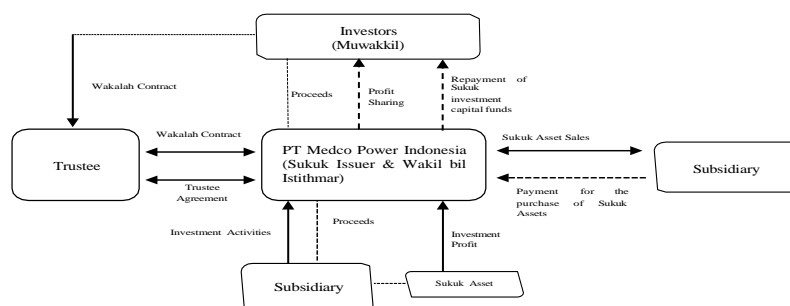 Investors
(Muwakkil)
Wakalah Contract
Proceeds
Profit
Sharing
Repayment of
Sukuk
investment
capital funds
Wakalah Contract
Trustee
Trustee
Agreement
PT Medco Power Indonesia
(Sukuk Issuer & Wakil bil
Istithmar)
Sukuk Asset Sales
Subsidiary
Payment for the
purchase of Sukuk
Assets
Investment Activities
Proceeds
Investment
Profit
Subsidiary
Sukuk Asset